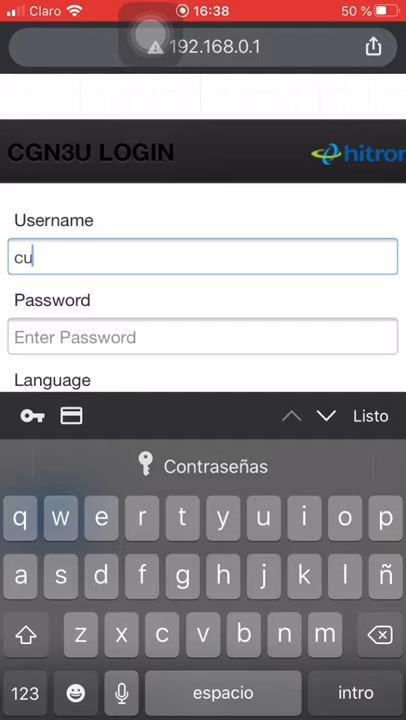 Claro 16:38 50 %
192.168.0.1
CGN3U LOGIN hitron
Username
cu
Password
Enter Password
Language
Listo
Contraseñas
q w e r t y u i o p
a s d f g h j k l ñ
z x c v b n m
123 espacio intro